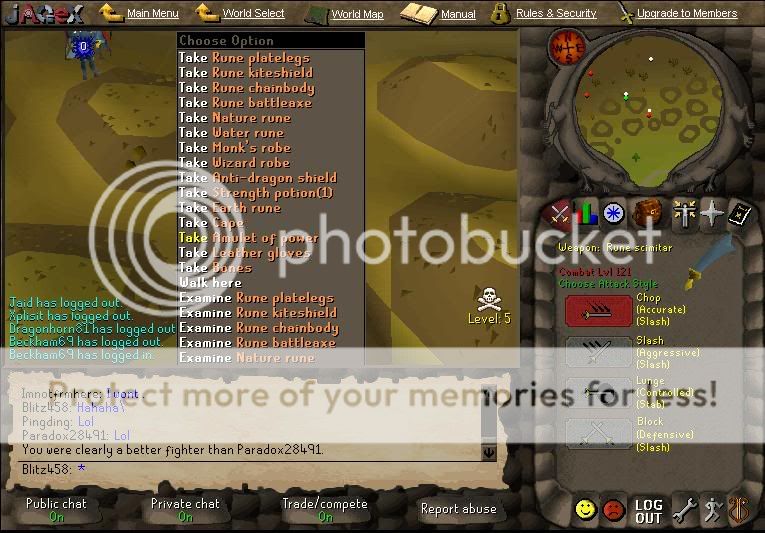 JAGEX
Main Menu
World Select
World Map
Manual
Rules & Security
Upgrade to Members
0
Choose Option
Take Rune platelegs
Take Rune kiteshield
Take Rune chainbody
Take Rune battleaxe
Take Nature rune
Take Water rune
Take Monk's robe
Take Wizard robe
Take Anti-dragon shield
Take Strength potion(1)
Take Earth rune
Take Cape
Take Amulet of power
Take Leather gloves
Take Bones
Walk here
Examine Rune platelegs
Examine Rune kiteshield
Examine Rune chainbody
Examine Rune battleaxe
Examine Nature rune
Jaid has logged out.
Xplisit has logged out.
Dragonhorn81 has logged out
Beckham69 has logged out.
Beckham69 has logged in.
Level: 5
N
W E
S
Weapon: Rune scimitar
Combat Lvl 121
Choose Attack Style
Chop
(Accurate)
(Slash)
Slash
(Aggressive)
(Slash)
Lunge
(Controlled)
(Stab)
Block
(Defensive)
(Slash)
photobucket
Protect more of your memories for less!
Imnotfrmhere: I wont .
Blitz458: Hahaha\
Pingding: Lol
Paradox28491: Lol
You were clearly a better fighter than Paradox28491.
Blitz458: *
Public chat
On
Private chat
On
Trade/compete
On
Report abuse
LOG
OUT